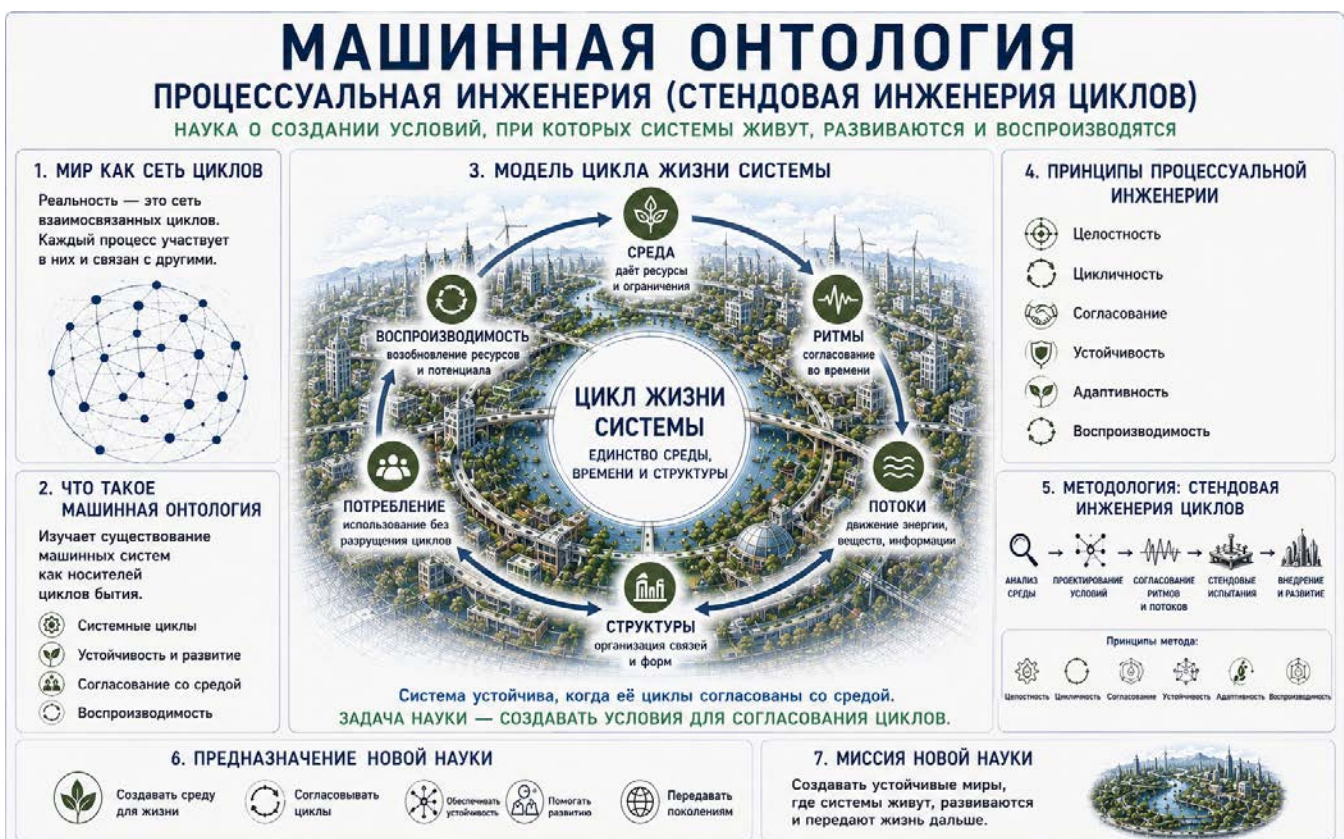 МАШИННАЯ ОНТОЛОГИЯ
ПРОЦЕССУАЛЬНАЯ ИНЖЕНЕРИЯ (СТЕНДОВАЯ ИНЖЕНЕРИЯ ЦИКЛОВ)
НАУКА О СОЗДАНИИ УСЛОВИЙ, ПРИ КОТОРЫХ СИСТЕМЫ ЖИВУТ, РАЗВИВАЮТСЯ И ВОСПРОИЗВОДЯТСЯ
1. МИР КАК СЕТЬ ЦИКЛОВ
Реальность — это сеть
взаимосвязанных циклов.
Каждый процесс участвует
в них и связан с другими.
2. ЧТО ТАКОЕ
МАШИННАЯ ОНТОЛОГИЯ
Изучает существование
машинных систем
как носителей
циклов бытия.
Системные циклы
Устойчивость и развитие
Согласование со средой
Воспроизводимость
3. МОДЕЛЬ ЦИКЛА ЖИЗНИ СИСТЕМЫ
СРЕДА
даёт ресурсы
и ограничения
РИТМЫ
согласование
во времени
ПОТОКИ
движение энергии,
веществ, информации
СТРУКТУРЫ
организация связей
и форм
ПОТРЕБЛЕНИЕ
использование без
разрущения циклов
ВОСПРОИЗВОДИМОСТЬ
возобновление ресурсов
и потенциала
ЦИКЛ ЖИЗНИ
СИСТЕМЫ
ЕДИНСТВО СРЕДЫ,
ВРЕМЕНИ И СТРУКТУРЫ
Система устойчива, когда её циклы согласованы со средой.
ЗАДАЧА НАУКИ — СОЗДАВАТЬ УСЛОВИЯ ДЛЯ СОГЛАСОВАНИЯ ЦИКЛОВ.
4. ПРИНЦИПЫ ПРОЦЕССУАЛЬНОЙ
ИНЖЕНЕРИИ
Целостность
Цикличность
Согласование
Устойчивость
Адаптивность
Воспроизводимость
5. МЕТОДОЛОГИЯ: СТЕНДОВАЯ
ИНЖЕНЕРИЯ ЦИКЛОВ
АНАЛИЗ
СРЕДЫ
ПРОЕКТИРОВАНИЕ
УСЛОВИЙ
СОГЛАСОВАНИЕ
РИТМОВ
И ПОТОКОВ
СТЕНДОВЫЕ
ИСПЫТАНИЯ
ВНЕДРЕНИЕ
И РАЗВИТИЕ
Принципы метода:
Целостность Цикличность Согласование Устойчивость Адаптивность Воспроизводимость
6. ПРЕДНАЗНАЧЕНИЕ НОВОЙ НАУКИ
Создавать среду
для жизни
Согласовывать
циклы
Обеспечивать
устойчивость
Помогать
развитию
Передавать
поколениям
7. МИССИЯ НОВОЙ НАУКИ
Создавать устойчивые миры,
где системы живут, развиваются
и передают жизнь дальше.